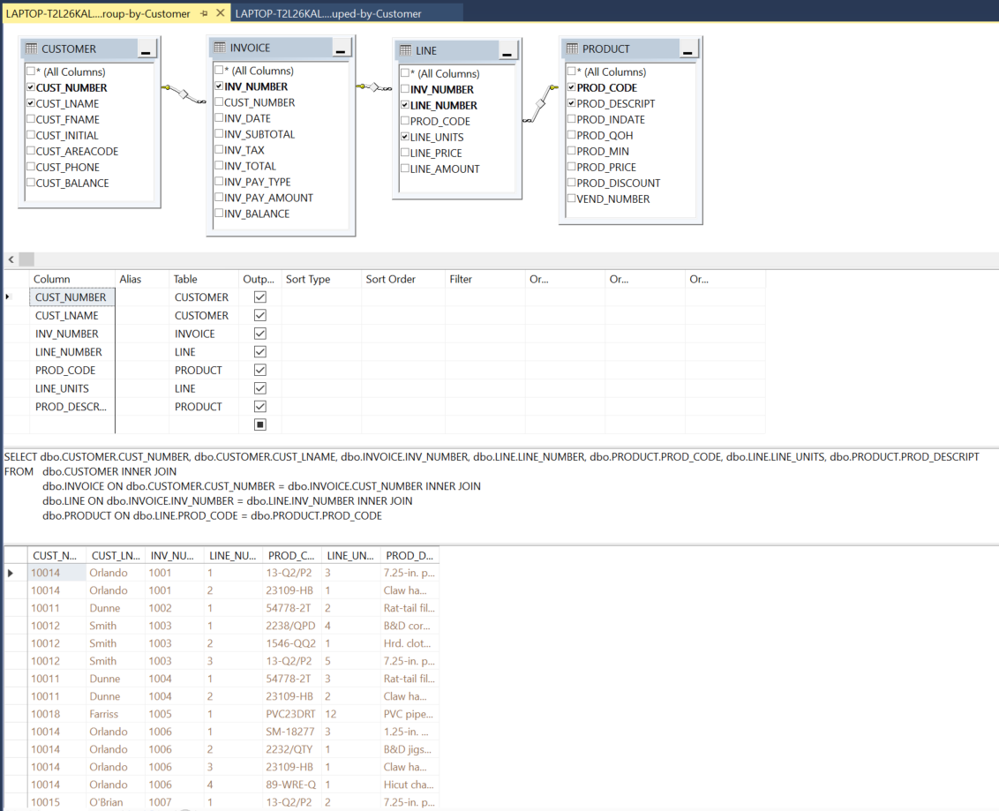 LAPTOP-T2L26KAL....roup-by-Customer
LAPTOP-T2L26KAL...uped-by-Customer
CUSTOMER
* (All Columns)
CUST_NUMBER
CUST_LNAME
CUST_FNAME
CUST_INITIAL
CUST_AREACODE
CUST_PHONE
CUST_BALANCE
INVOICE
* (All Columns)
INV_NUMBER
CUST_NUMBER
INV_DATE
INV_SUBTOTAL
INV_TAX
INV_TOTAL
INV_PAY_TYPE
INV_PAY_AMOUNT
INV_BALANCE
LINE
* (All Columns)
INV_NUMBER
LINE_NUMBER
PROD_CODE
LINE_UNITS
LINE_PRICE
LINE_AMOUNT
PRODUCT
* (All Columns)
PROD_CODE
PROD_DESCRIPT
PROD_INDATE
PROD_QOH
PROD_MIN
PROD_PRICE
PROD_DISCOUNT
VEND_NUMBER
Column Alias Table Outp... Sort Type Sort Order Filter Or... Or... Or...
CUST_NUMBER CUSTOMER
CUST_LNAME CUSTOMER
INV_NUMBER INVOICE
LINE_NUMBER LINE
PROD_CODE PRODUCT
LINE_UNITS LINE
PROD_DESCR... PRODUCT
SELECT dbo.CUSTOMER.CUST_NUMBER, dbo.CUSTOMER.CUST_LNAME, dbo.INVOICE.INV_NUMBER, dbo.LINE.LINE_NUMBER, dbo.PRODUCT.PROD_CODE, dbo.LINE.LINE_UNITS, dbo.PRODUCT.PROD_DESCRIPT
FROM dbo.CUSTOMER INNER JOIN
dbo.INVOICE ON dbo.CUSTOMER.CUST_NUMBER = dbo.INVOICE.CUST_NUMBER INNER JOIN
dbo.LINE ON dbo.INVOICE.INV_NUMBER = dbo.LINE.INV_NUMBER INNER JOIN
dbo.PRODUCT ON dbo.LINE.PROD_CODE = dbo.PRODUCT.PROD_CODE
CUST_N... CUST_LN... INV_NU... LINE_NU... PROD_C... LINE_UN... PROD_D...
10014 Orlando 1001 1 13-Q2/P2 3 7.25-in. p...
10014 Orlando 1001 2 23109-HB 1 Claw ha...
10011 Dunne 1002 1 54778-2T 2 Rat-tail fil...
10012 Smith 1003 1 2238/QPD 4 B&D cor...
10012 Smith 1003 2 1546-QQ2 1 Hrd. clot...
10012 Smith 1003 3 13-Q2/P2 5 7.25-in. p...
10011 Dunne 1004 1 54778-2T 3 Rat-tail fil...
10011 Dunne 1004 2 23109-HB 2 Claw ha...
10018 Farriss 1005 1 PVC23DRT 12 PVC pipe...
10014 Orlando 1006 1 SM-18277 3 1.25-in. ...
10014 Orlando 1006 2 2232/QTY 1 B&D jigs...
10014 Orlando 1006 3 23109-HB 1 Claw ha...
10014 Orlando 1006 4 89-WRE-Q 1 Hicut cha...
10015 O'Brian 1007 1 13-Q2/P2 2 7.25-in. p...